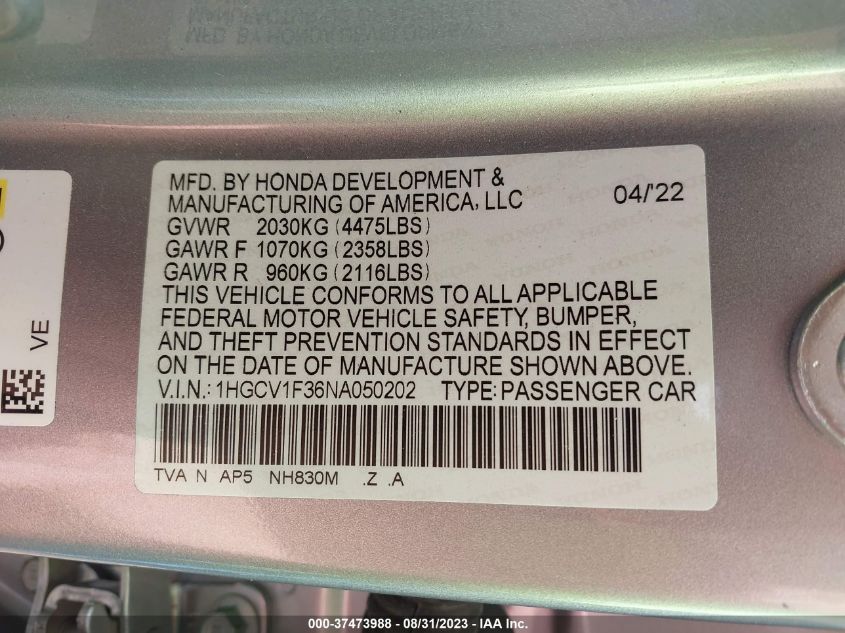 MFD. BY HONDA DEVELOPMENT &
MANUFACTURING OF AMERICA, LLC 04/'22
GVWR 2030KG (4475LBS)
GAWR F 1070KG (2358LBS)
GAWR R 960KG (2116LBS)
THIS VEHICLE CONFORMS TO ALL APPLICABLE
FEDERAL MOTOR VEHICLE SAFETY, BUMPER,
AND THEFT PREVENTION STANDARDS IN EFFECT
ON THE DATE OF MANUFACTURE SHOWN ABOVE.
V.I.N.: 1HGCV1F36NA050202 TYPE: PASSENGER CAR
TVA N AP5 NH830M .Z .A
VE
000-37473988 - 08/31/2023 - IAA Inc.